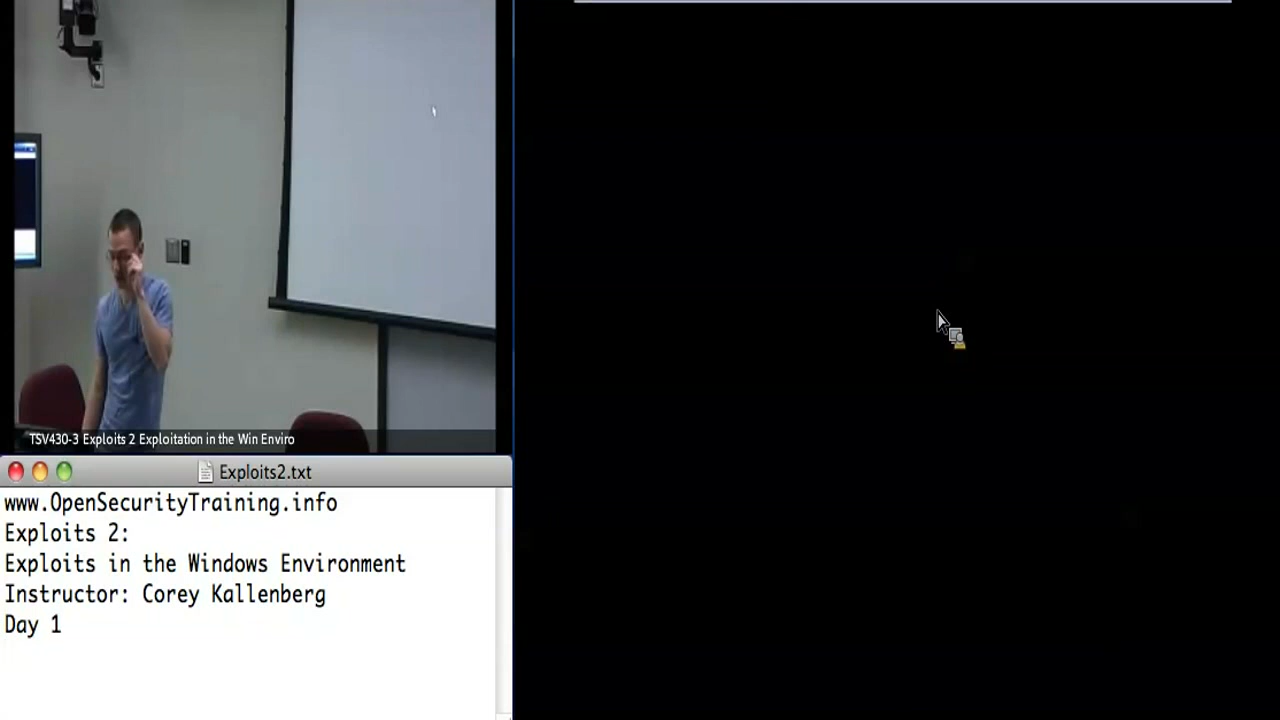 TSV430-3 Exploits 2 Exploitation in the Win Enviro
Exploits2.txt
www.OpenSecurityTraining.info
Exploits 2:
Exploits in the Windows Environment
Instructor: Corey Kallenberg
Day 1